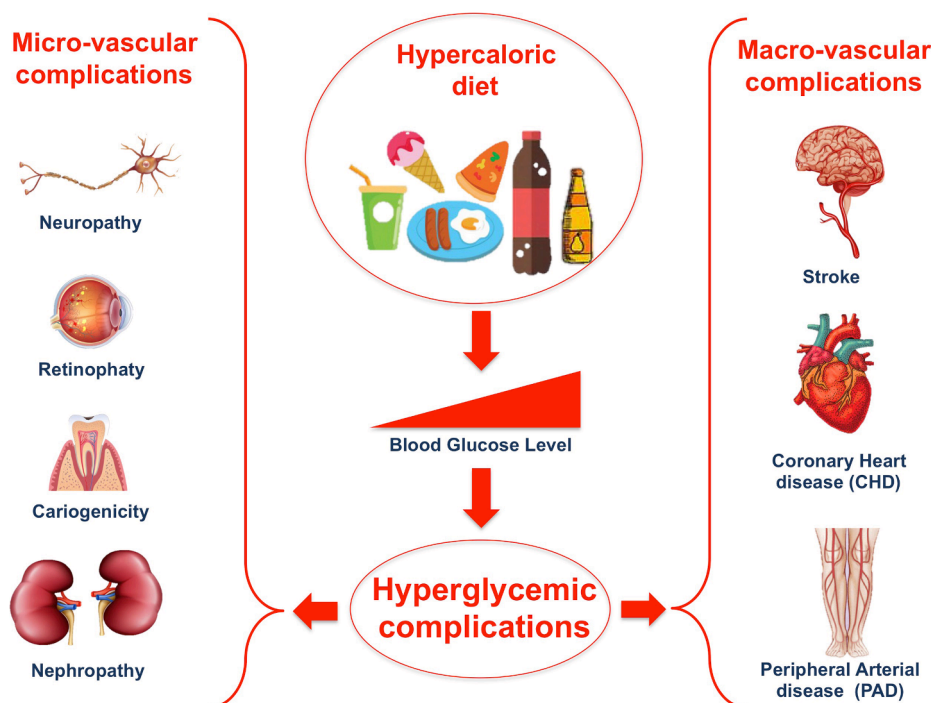 Micro-vascular
complications
Neuropathy
Retinophaty
Cariogenicity
Nephropathy
Hypercaloric
diet
Blood Glucose Level
Hyperglycemic
complications
Macro-vascular
complications
Stroke
Coronary Heart
disease (CHD)
Peripheral Arterial
disease (PAD)